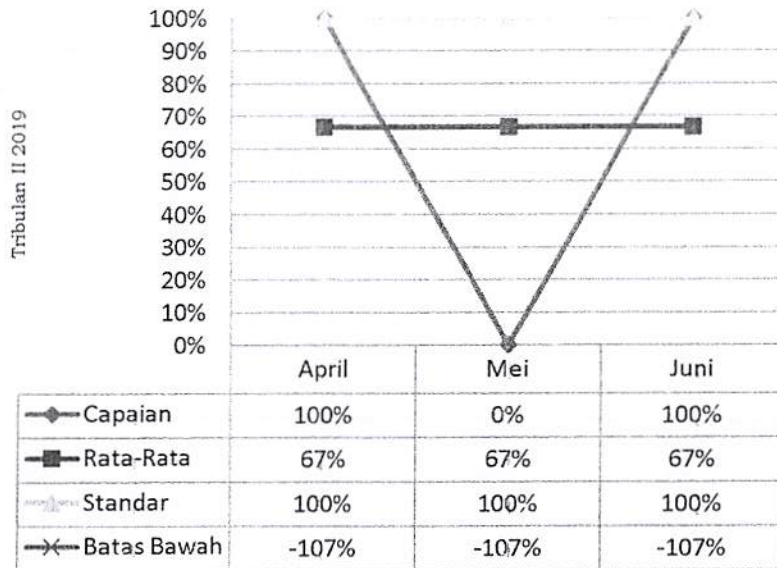 Tribulan II 2019
100%
90%
80%
70%
60%
50%
40%
30%
20%
10%
0%
April Mei Juni
Capaian 100% 0% 100%
Rata-Rata 67% 67% 67%
Standar 100% 100% 100%
Batas Bawah -107% -107% -107%